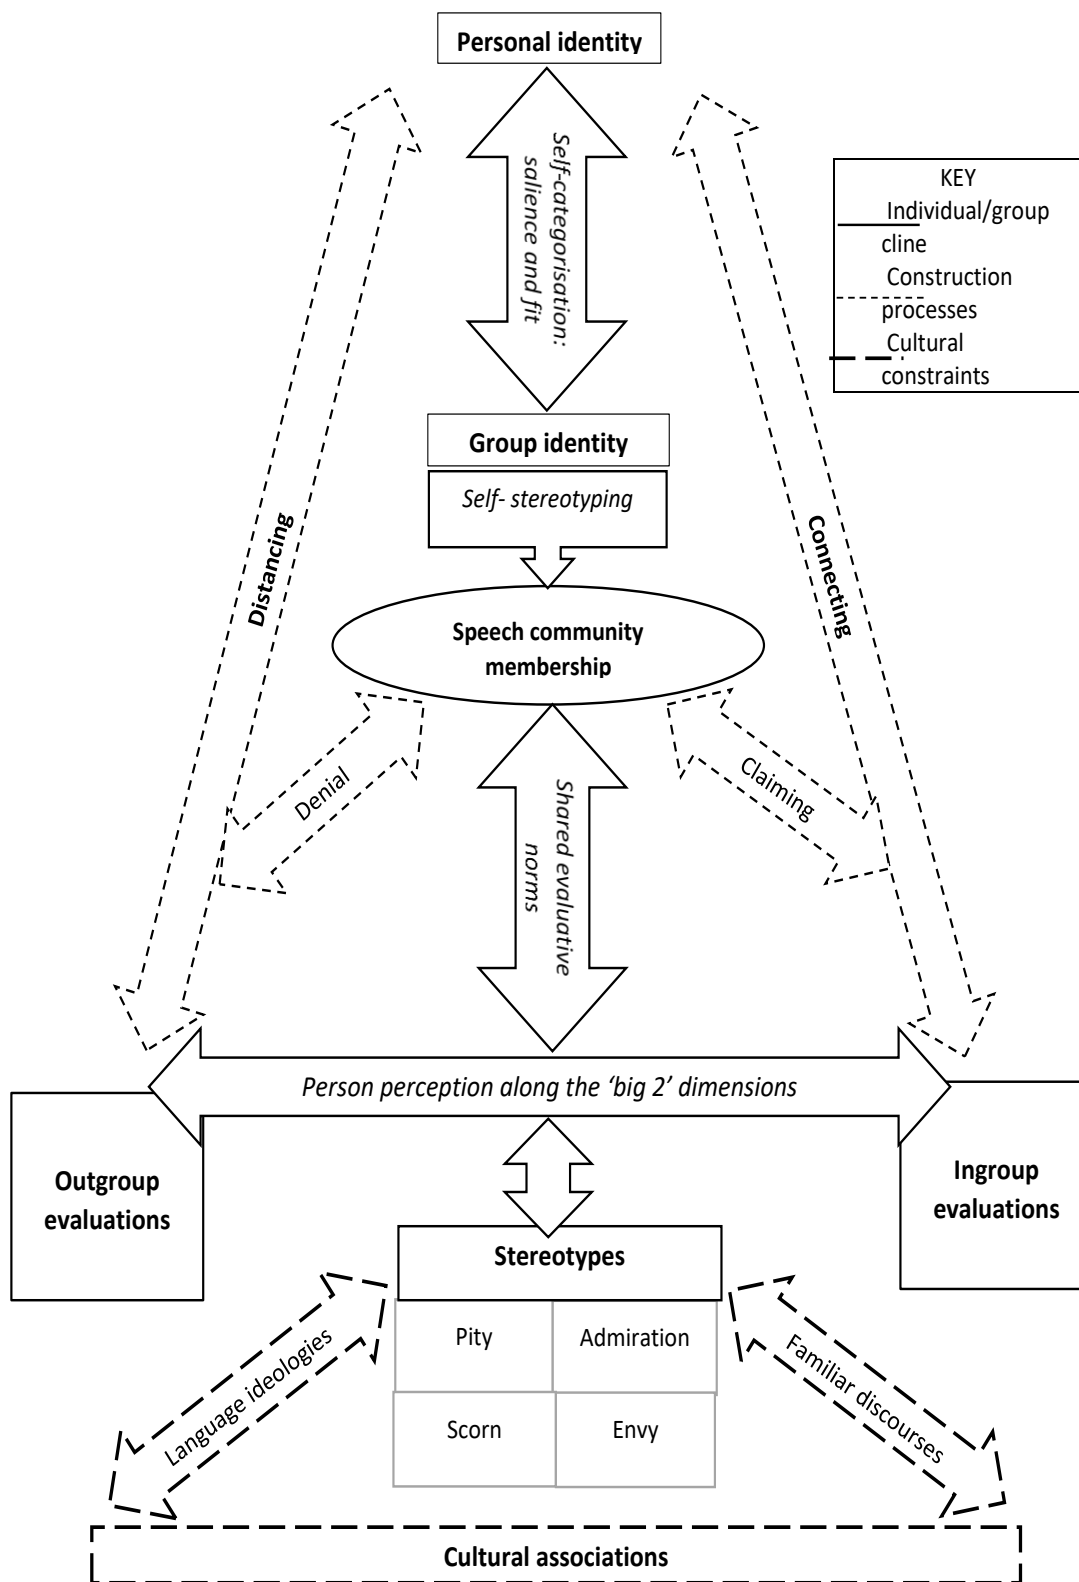 Personal identity
Self-categorisation:
salience and fit
KEY
Individual/group
cline
Construction
processes
Cultural
constraints
Group identity
Self- stereotyping
Distancing
Connecting
Speech community
membership
Denial
Claiming
Shared evaluative
norms
Person perception along the ‘big 2’ dimensions
Outgroup
evaluations
Ingroup
evaluations
Stereotypes
Pity
Admiration
Scorn
Envy
Language ideologies
Familiar discourses
Cultural associations